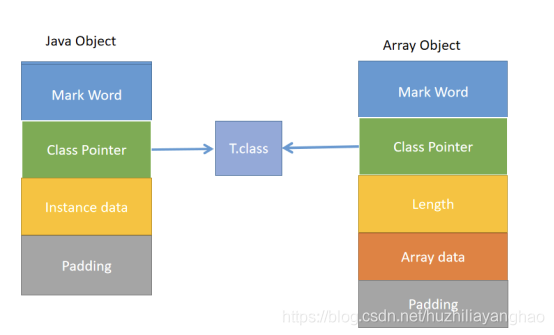 Java Object
Mark Word
Class Pointer
Instance data
Padding
T.class
Array Object
Mark Word
Class Pointer
Length
Array data
Padding
https://blog.csdn.net/huzhiliayanghao